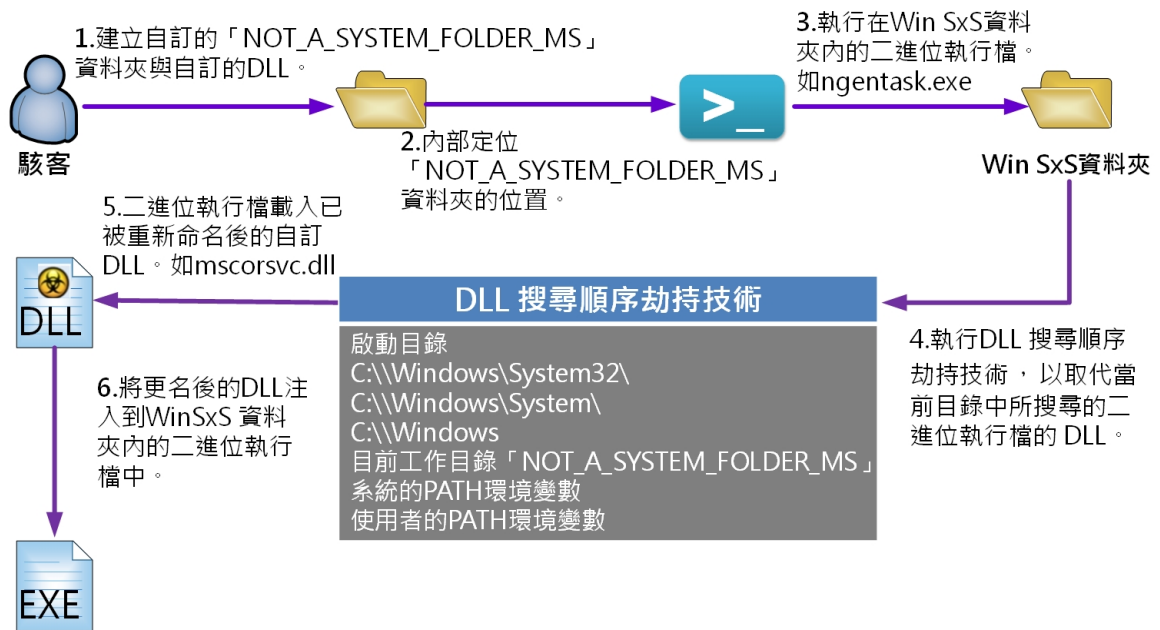 1.建立自訂的「NOT_A_SYSTEM_FOLDER_MS」
資料夾與自訂的DLL。
駭客
2.內部定位
「NOT_A_SYSTEM_FOLDER_MS」
資料夾的位置。
>_
3.執行在Win SxS資料
夾內的二進位執行檔。
如ngentask.exe
Win SxS資料夾
4.執行DLL 搜尋順序
劫持技術，以取代當
前目錄中所搜尋的二
進位執行檔的 DLL。
DLL 搜尋順序劫持技術
啟動目錄
C:\\Windows\System32\
C:\\Windows\System\
C:\\Windows
目前工作目錄「NOT_A_SYSTEM_FOLDER_MS」
系統的PATH環境變數
使用者的PATH環境變數
5.二進位執行檔載入已
被重新命名後的自訂
DLL。如mscorsvc.dll
DLL
6.將更名後的DLL注
入到WinSxS 資料
夾內的二進位執行
檔中。
EXE